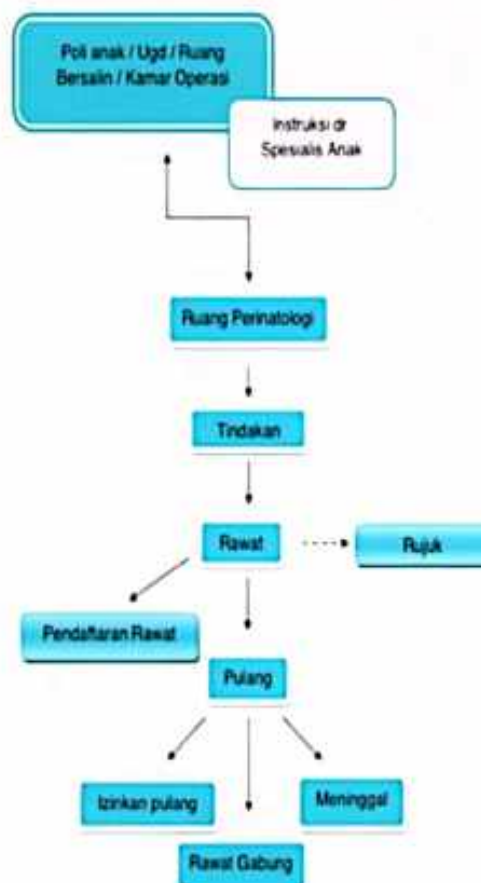 Poli anak / Ugd / Ruang
Bersalin / Kamar Operasi
Instruksi dr
Spesialis Anak
Ruang Perinatologi
Tindakan
Rawat
Rujuk
Pendaftaran Rawat
Pulang
Izinkan pulang
Meninggal
Rawat Gabung